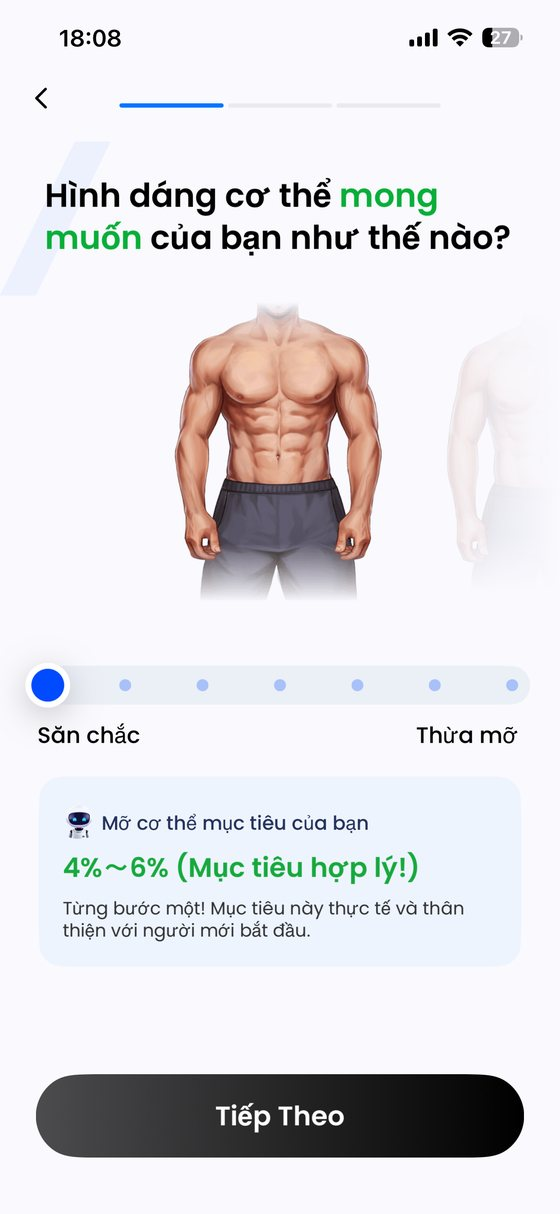 18:08
27
Hình dáng cơ thể mong
muốn của bạn như thế nào?
Săn chắc
Thừa mỡ
Mỡ cơ thể mục tiêu của bạn
4%～6% (Mục tiêu hợp lý!)
Từng bước một! Mục tiêu này thực tế và thân
thiện với người mới bắt đầu.
Tiếp Theo